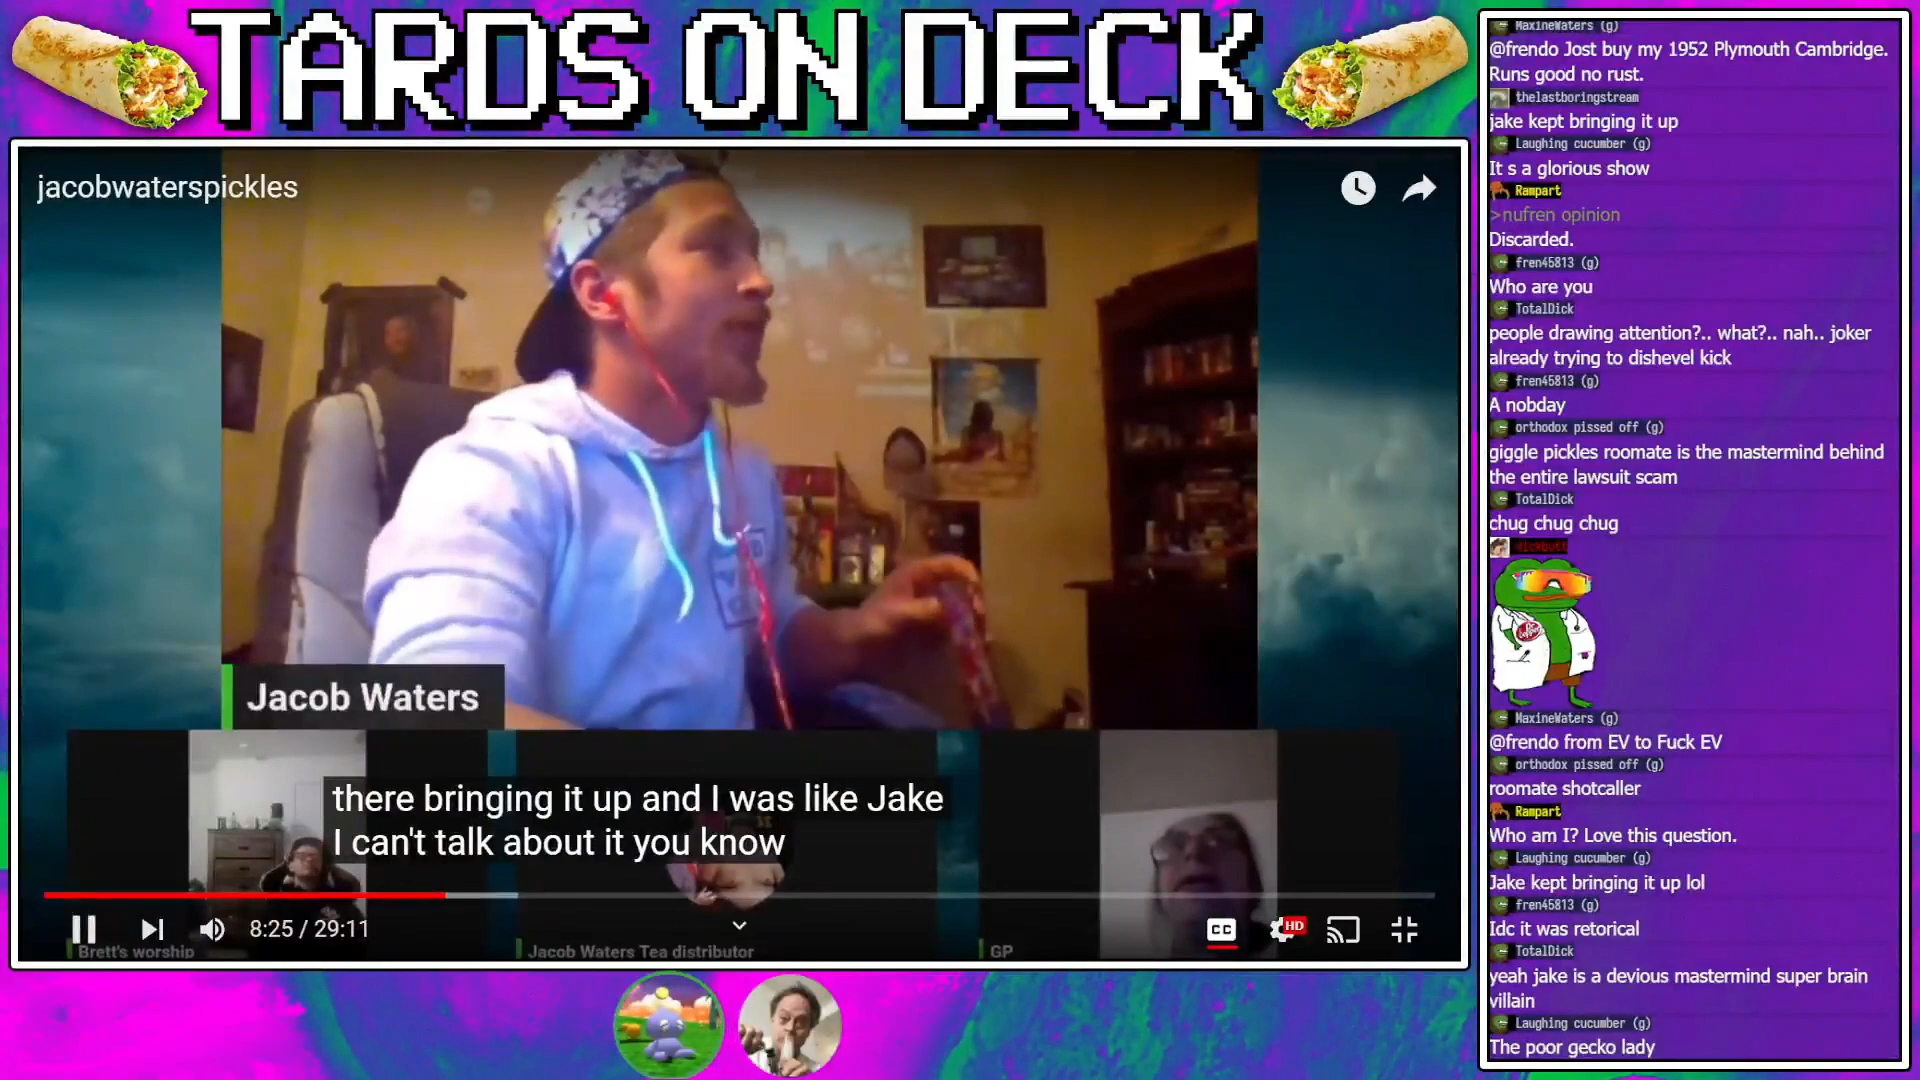 TARDS ON DECK
jacobwaterspickles
Jacob Waters
there bringing it up and I was like Jake
I can't talk about it you know
8:25 / 29:11
CC
HD
Brett's worship
Jacob Waters Tea distributor
GP
MaxineWaters (g)
@frendo Jost buy my 1952 Plymouth Cambridge.
Runs good no rust.
thelastboringstream
jake kept bringing it up
Laughing cucumber (g)
It s a glorious show
Rampart
>nufren opinion
Discarded.
fren45813 (g)
Who are you
TotalDick
people drawing attention?.. what?.. nah.. joker
already trying to dishevel kick
fren45813 (g)
A nobday
orthodox pissed off (g)
giggle pickles roomate is the mastermind behind
the entire lawsuit scam
TotalDick
chug chug chug
dickbutt
MaxineWaters (g)
@frendo from EV to Fuck EV
orthodox pissed off (g)
roomate shotcaller
Rampart
Who am I? Love this question.
Laughing cucumber (g)
Jake kept bringing it up lol
fren45813 (g)
Idc it was retorical
TotalDick
yeah jake is a devious mastermind super brain
villain
Laughing cucumber (g)
The poor gecko lady